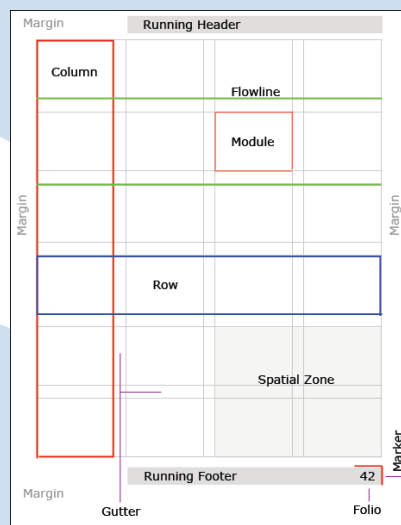 Margin
Running Header
Column
Flowline
Module
Margin
Margin
Row
Spatial Zone
Marker
Running Footer
42
Margin
Gutter
Folio